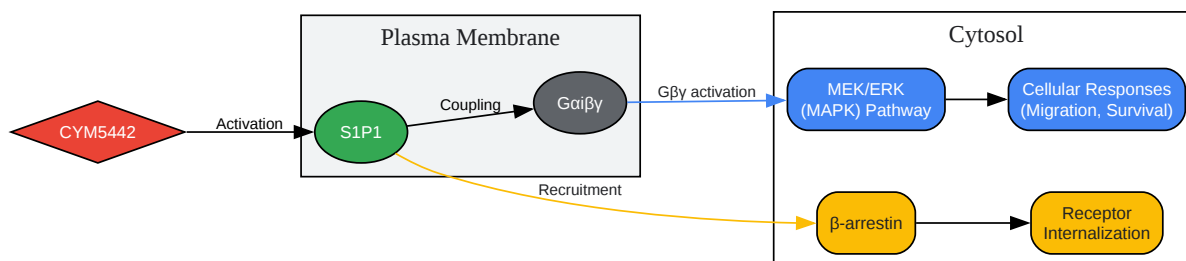 Plasma Membrane
Cytosol
CYM5442
Activation
S1P1
Coupling
Gαiβγ
Gβγ activation
MEK/ERK
(MAPK) Pathway
Cellular Responses
(Migration, Survival)
Recruitment
β-arrestin
Receptor
Internalization